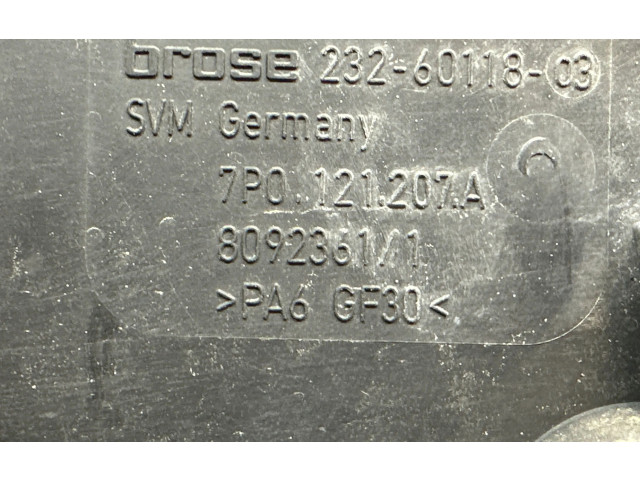 brose 232-60118-03
SVM Germany
7P0.121.207.A
8092361/1
>PA6 GF30<